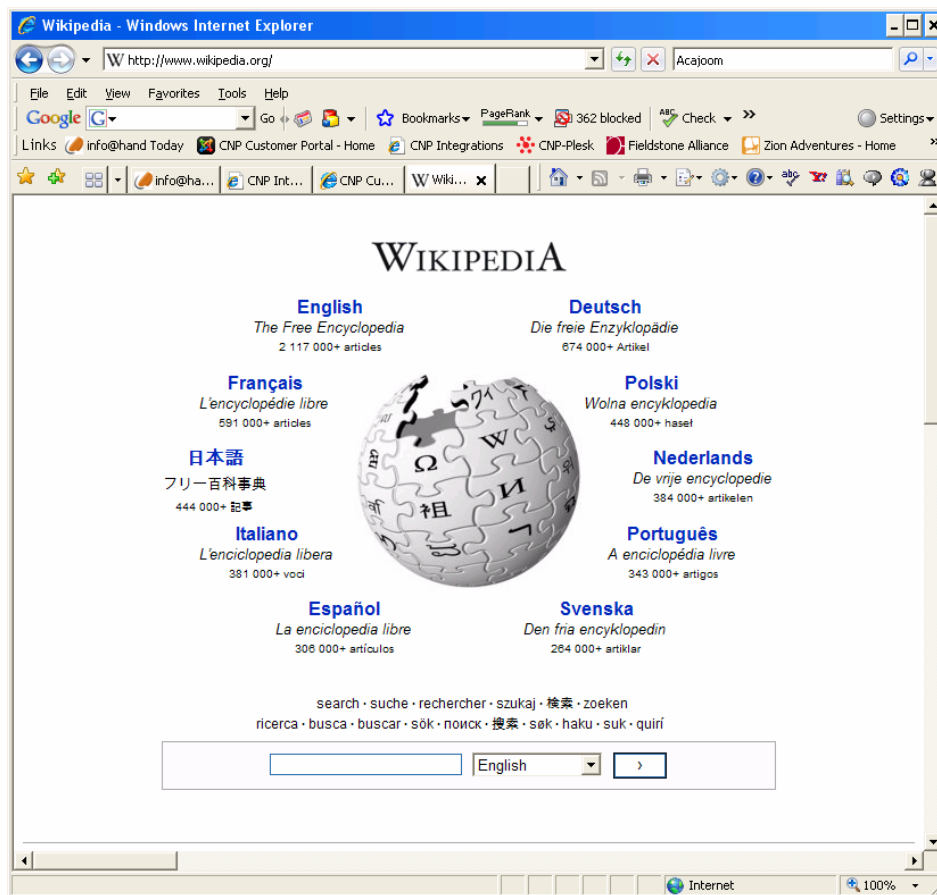 Wikipedia - Windows Internet Explorer
W http://www.wikipedia.org/ Acajoom
File Edit View Favorites Tools Help
Google G Go Bookmarks PageRank 362 blocked ABC Check » Settings
Links info@hand Today CNP Customer Portal - Home CNP Integrations CNP-Plesk Fieldstone Alliance Zion Adventures - Home »
info@ha... CNP Int... CNP Cu... W Wiki... X
WIKIPEDIA
English Deutsch
The Free Encyclopedia Die freie Enzyklopädie
2 117 000+ articles 674 000+ Artikel
Français Polski
L'encyclopédie libre Wolna encyklopedia
591 000+ articles 448 000+ haseł
日本語 Nederlands
フリー百科事典 De vrije encyclopedie
444 000+ 記事 384 000+ artikelen
Italiano Português
L'enciclopedia libera A enciclopédia livre
381 000+ voci 343 000+ artigos
Ω W И 祖
Español Svenska
La enciclopedia libre Den fria encyklopedin
306 000+ artículos 264 000+ artiklar
search · suche · rechercher · szukaj · 検索 · zoeken
ricerca · busca · buscar · sök · поиск · 搜索 · søk · haku · suk · quirí
English ›
Internet 100%